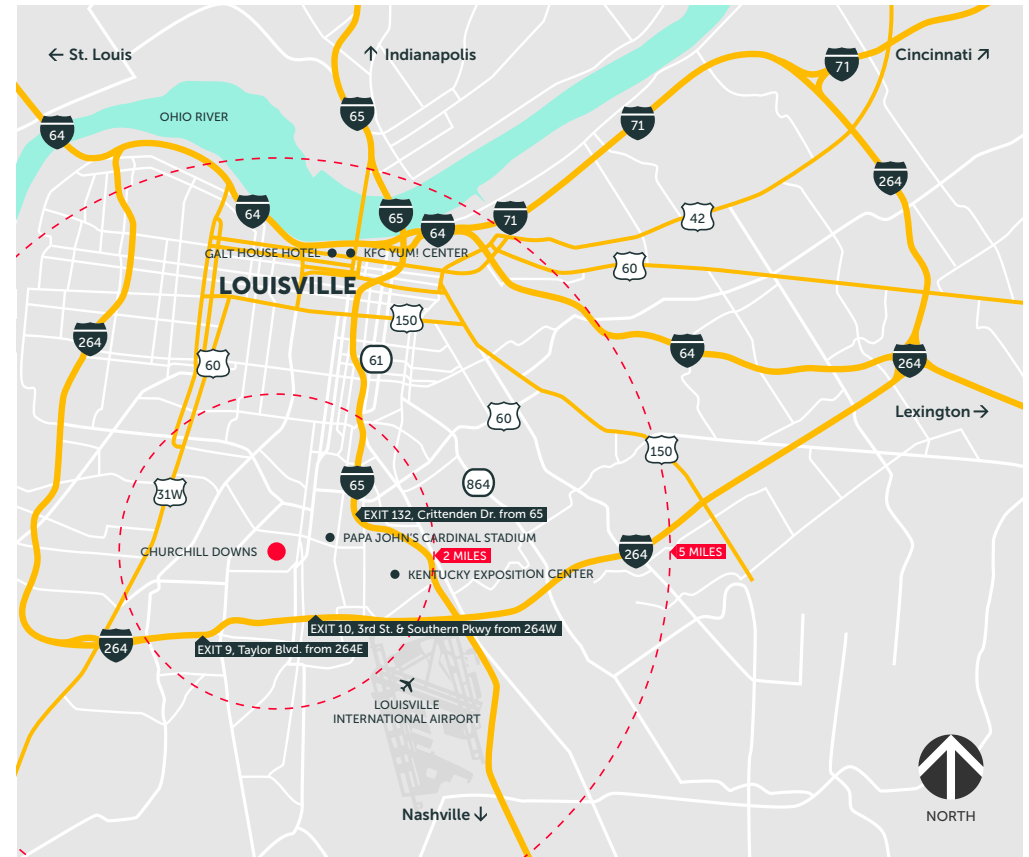 ← St. Louis
↑ Indianapolis
Cincinnati ↗
71
65
OHIO RIVER
64
71
264
64
65
71
42
64
GALT HOUSE HOTEL
KFC YUM! CENTER
60
LOUISVILLE
150
264
61
64
264
60
Lexington →
60
150
65
864
31W
EXIT 132, Crittenden Dr. from 65
PAPA JOHN'S CARDINAL STADIUM
CHURCHILL DOWNS
2 MILES
264
5 MILES
KENTUCKY EXPOSITION CENTER
EXIT 10, 3rd St. & Southern Pkwy from 264W
264
EXIT 9, Taylor Blvd. from 264E
LOUISVILLE
INTERNATIONAL AIRPORT
Nashville ↓
NORTH